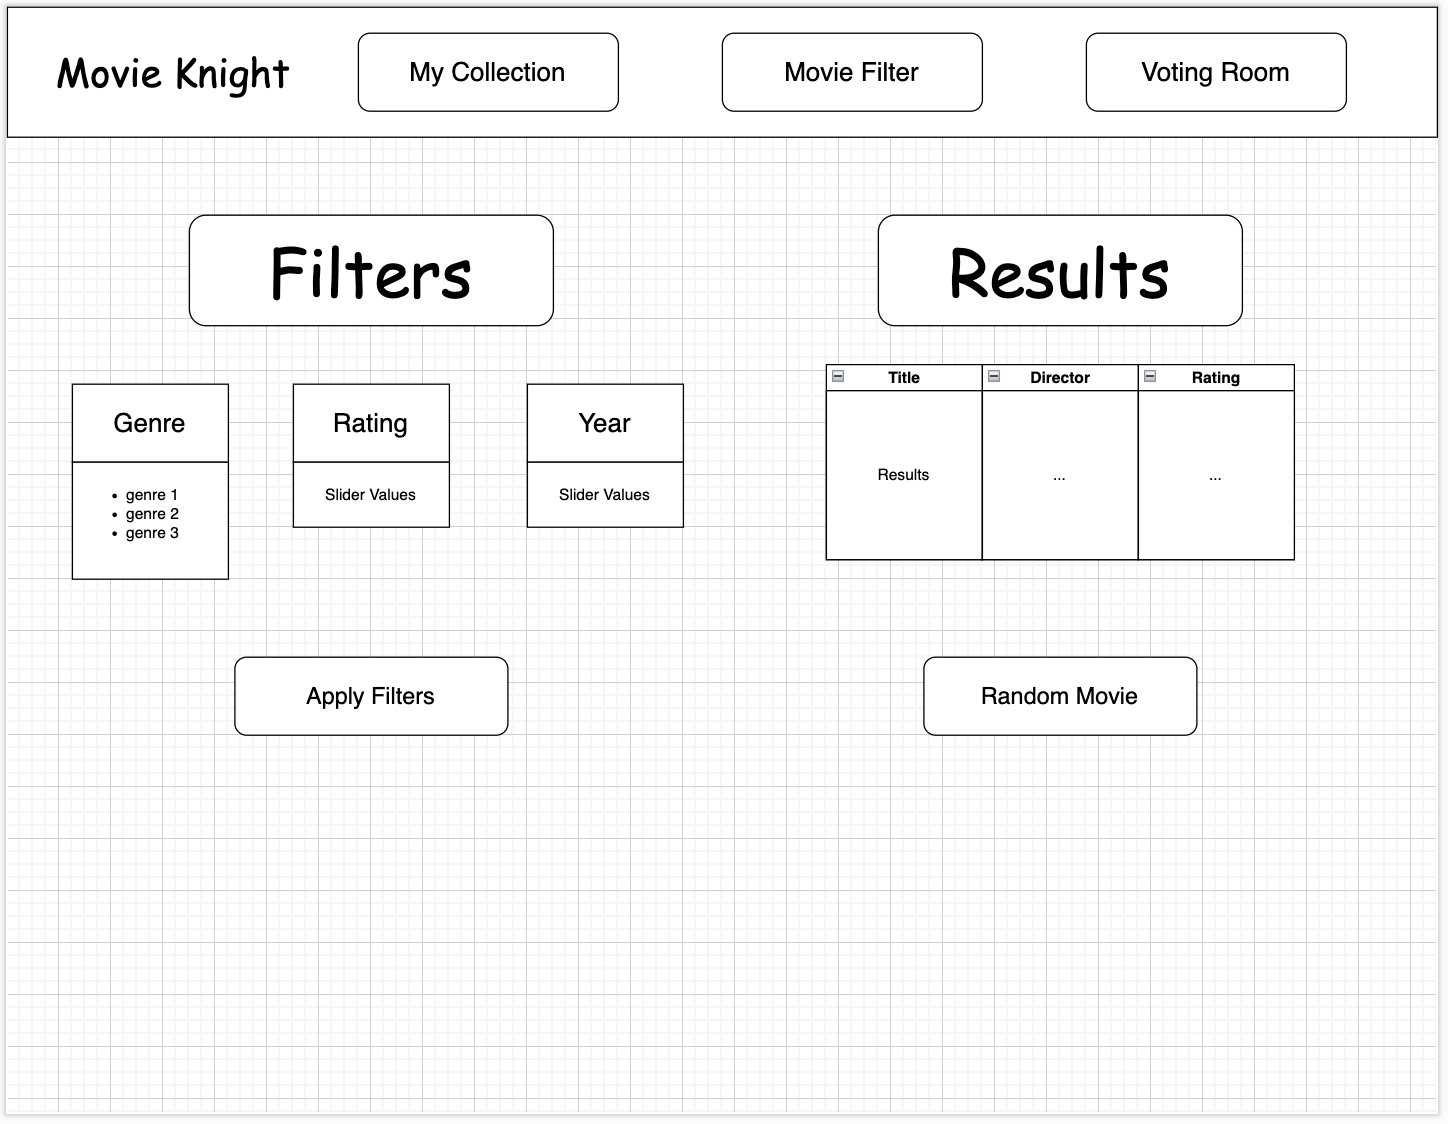 Movie Knight
My Collection
Movie Filter
Voting Room
Filters
Results
Genre
genre 1
genre 2
genre 3
Rating
Slider Values
Year
Slider Values
Title
Director
Rating
Results
...
...
Apply Filters
Random Movie